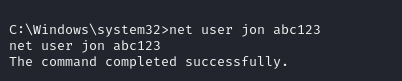 C:\Windows\system32>net user jon abc123
net user jon abc123
The command completed successfully.